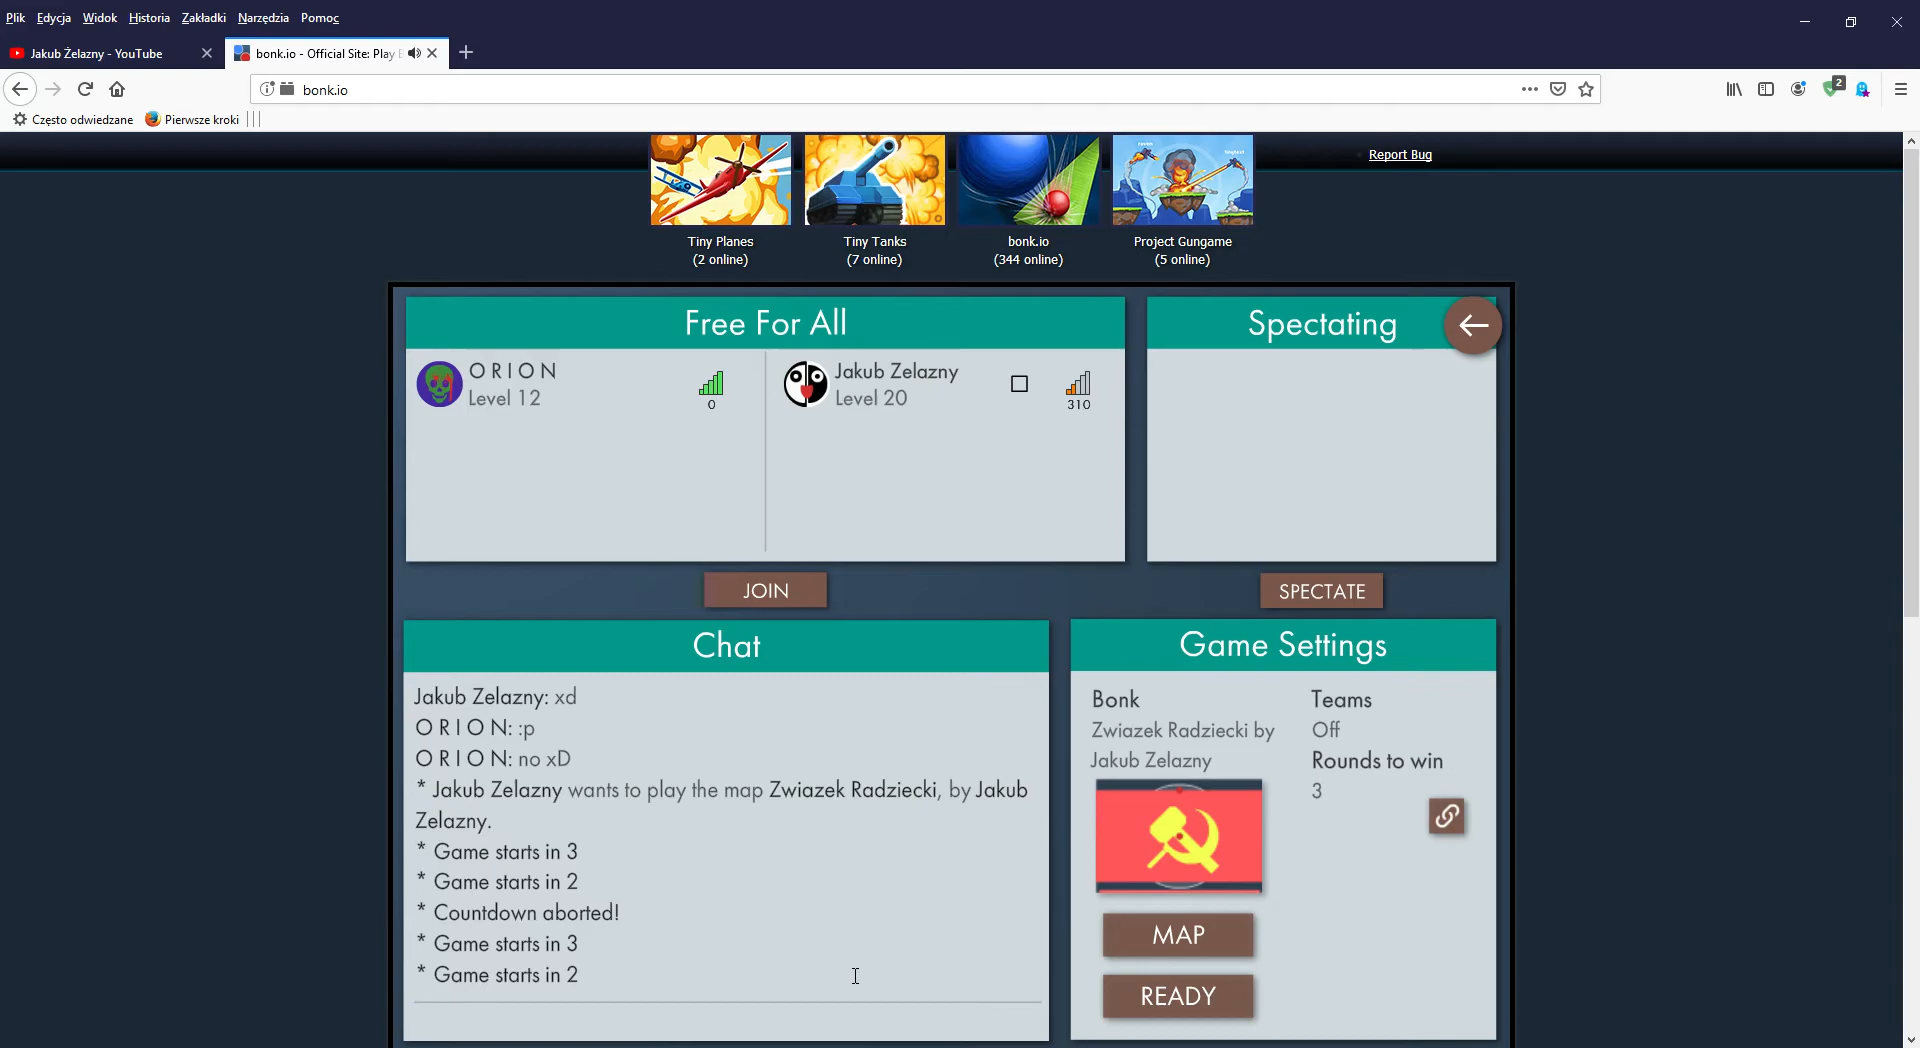 Plik Edycja Widok Historia Zakładki Narzędzia Pomoc
Jakub Żelazny - YouTube
bonk.io - Official Site: Play
bonk.io
2
Często odwiedzane Pierwsze kroki
Report Bug
Tiny Planes
(2 online)
Tiny Tanks
(7 online)
bonk.io
(344 online)
Project Gungame
(5 online)
Free For All
Spectating
O R I O N
Level 12
0
Jakub Zelazny
Level 20
310
JOIN
SPECTATE
Chat
Jakub Zelazny: xd
O R I O N: :p
O R I O N: no xD
* Jakub Zelazny wants to play the map Zwiazek Radziecki, by Jakub
Zelazny.
* Game starts in 3
* Game starts in 2
* Countdown aborted!
* Game starts in 3
* Game starts in 2
Game Settings
Bonk
Zwiazek Radziecki by
Jakub Zelazny
Teams
Off
Rounds to win
3
MAP
READY